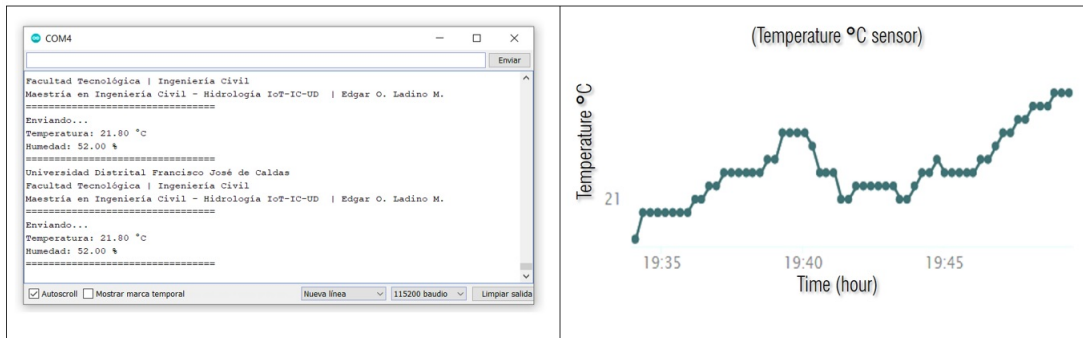 COM4
Enviar
Facultad Tecnológica | Ingeniería Civil
Maestría en Ingeniería Civil - Hidrología IoT-IC-UD | Edgar O. Ladino M.
=================================
Enviando...
Temperatura: 21.80 °C
Humedad: 52.00 %
=================================
Universidad Distrital Francisco José de Caldas
Facultad Tecnológica | Ingeniería Civil
Maestría en Ingeniería Civil - Hidrología IoT-IC-UD | Edgar O. Ladino M.
=================================
Enviando...
Temperatura: 21.80 °C
Humedad: 52.00 %
=================================
Autoscroll Mostrar marca temporal Nueva línea 115200 baudio Limpiar salida
(Temperature °C sensor)
Temperature °C
21
19:35 19:40 19:45
Time (hour)